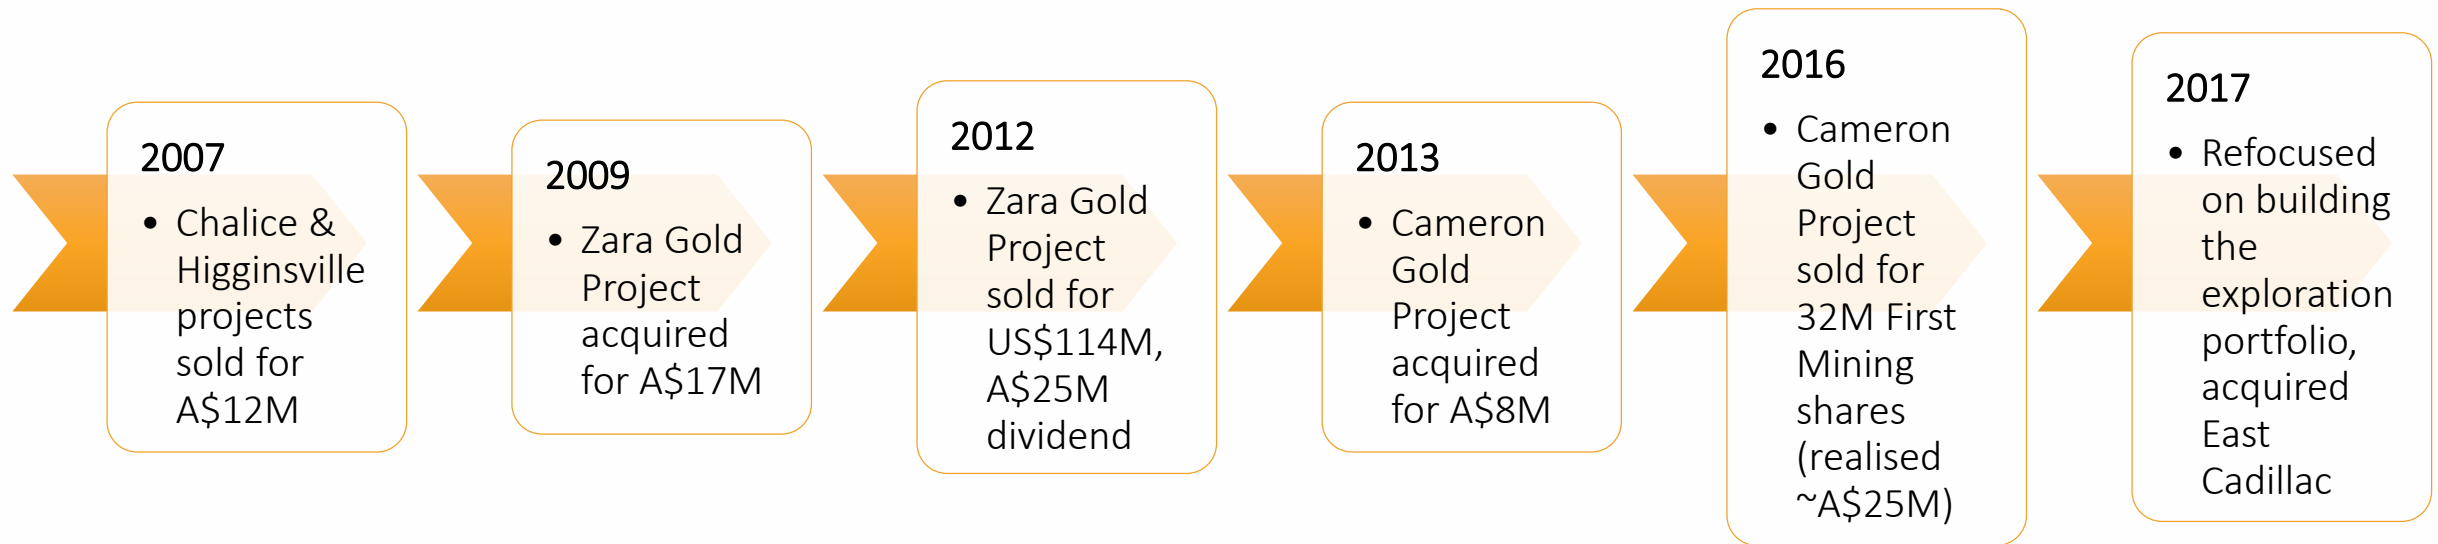 2007
• Chalice &
Higginsville
projects
sold for
A$12M
2009
• Zara Gold
Project
acquired
for A$17M
2012
• Zara Gold
Project
sold for
US$114M,
A$25M
dividend
2013
• Cameron
Gold
Project
acquired
for A$8M
2016
• Cameron
Gold
Project
sold for
32M First
Mining
shares
(realised
~A$25M)
2017
• Refocused
on building
the
exploration
portfolio,
acquired
East
Cadillac